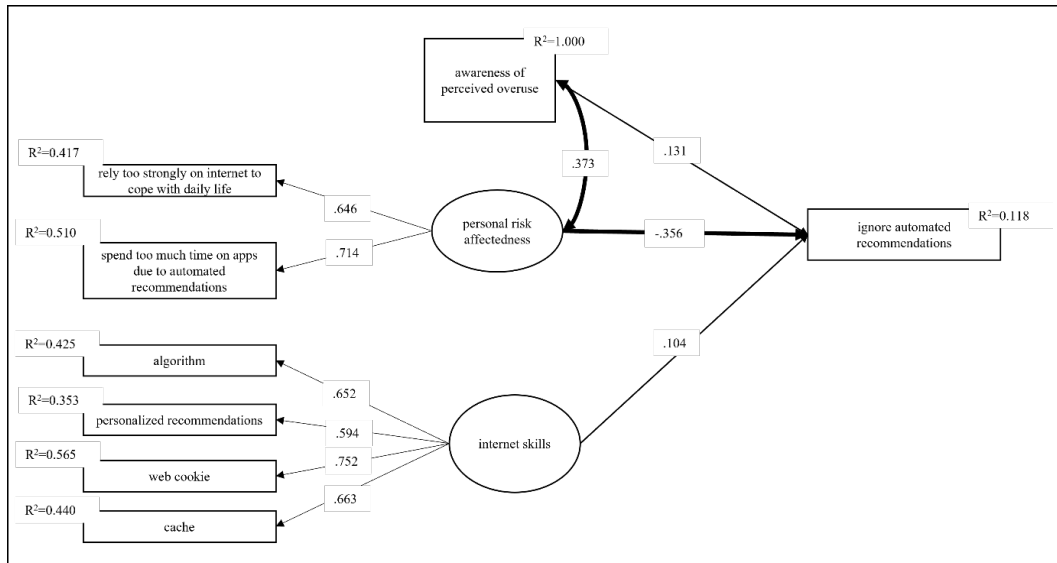 R²=1.000
awareness of
perceived overuse
R²=0.417
rely too strongly on internet to
cope with daily life
.646
.373
.131
personal risk
affectedness
-.356
R²=0.118
ignore automated
recommendations
R²=0.510
spend too much time on apps
due to automated
recommendations
.714
R²=0.425
algorithm
.652
.104
R²=0.353
personalized recommendations
.594
internet skills
R²=0.565
web cookie
.752
R²=0.440
cache
.663